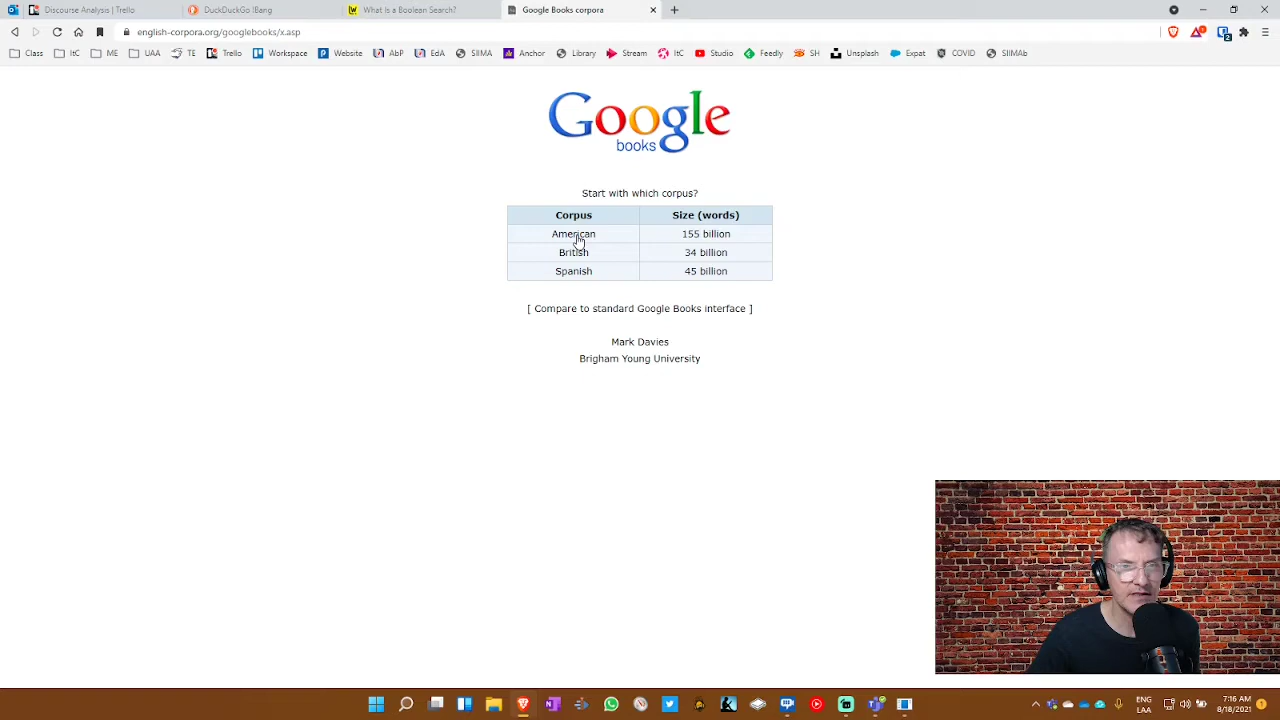 Discourse Analysis | Trello
DuckDuckGo !Bang
What Is a Boolean Search?
Google Books corpora
english-corpora.org/googlebooks/x.asp
2
Class
ItC
ME
UAA
TE
Trello
Workspace
Website
AbP
EdA
SIIMA
Anchor
Library
Stream
ItC
Studio
Feedly
SH
Unsplash
Expat
COVID
SIIMAb
Google
books
Start with which corpus?
Corpus Size (words)
American 155 billion
British 34 billion
Spanish 45 billion
[ Compare to standard Google Books interface ]
Mark Davies
Brigham Young University
ENG
LAA
7:16 AM
8/18/2021